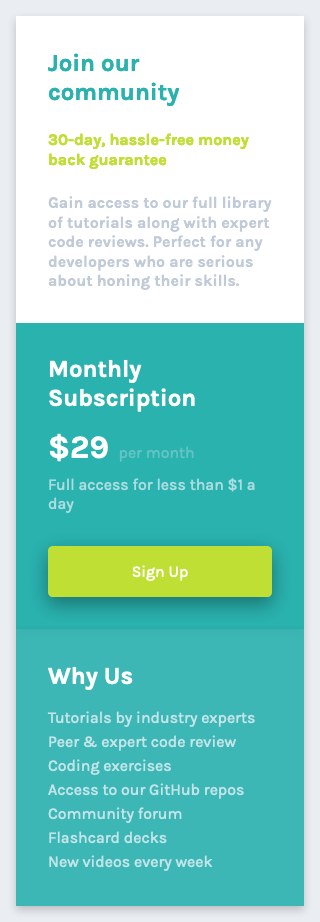 Join our
community
30-day, hassle-free money
back guarantee
Gain access to our full library
of tutorials along with expert
code reviews. Perfect for any
developers who are serious
about honing their skills.
Monthly
Subscription
$29 per month
Full access for less than $1 a
day
Sign Up
Why Us
Tutorials by industry experts
Peer & expert code review
Coding exercises
Access to our GitHub repos
Community forum
Flashcard decks
New videos every week